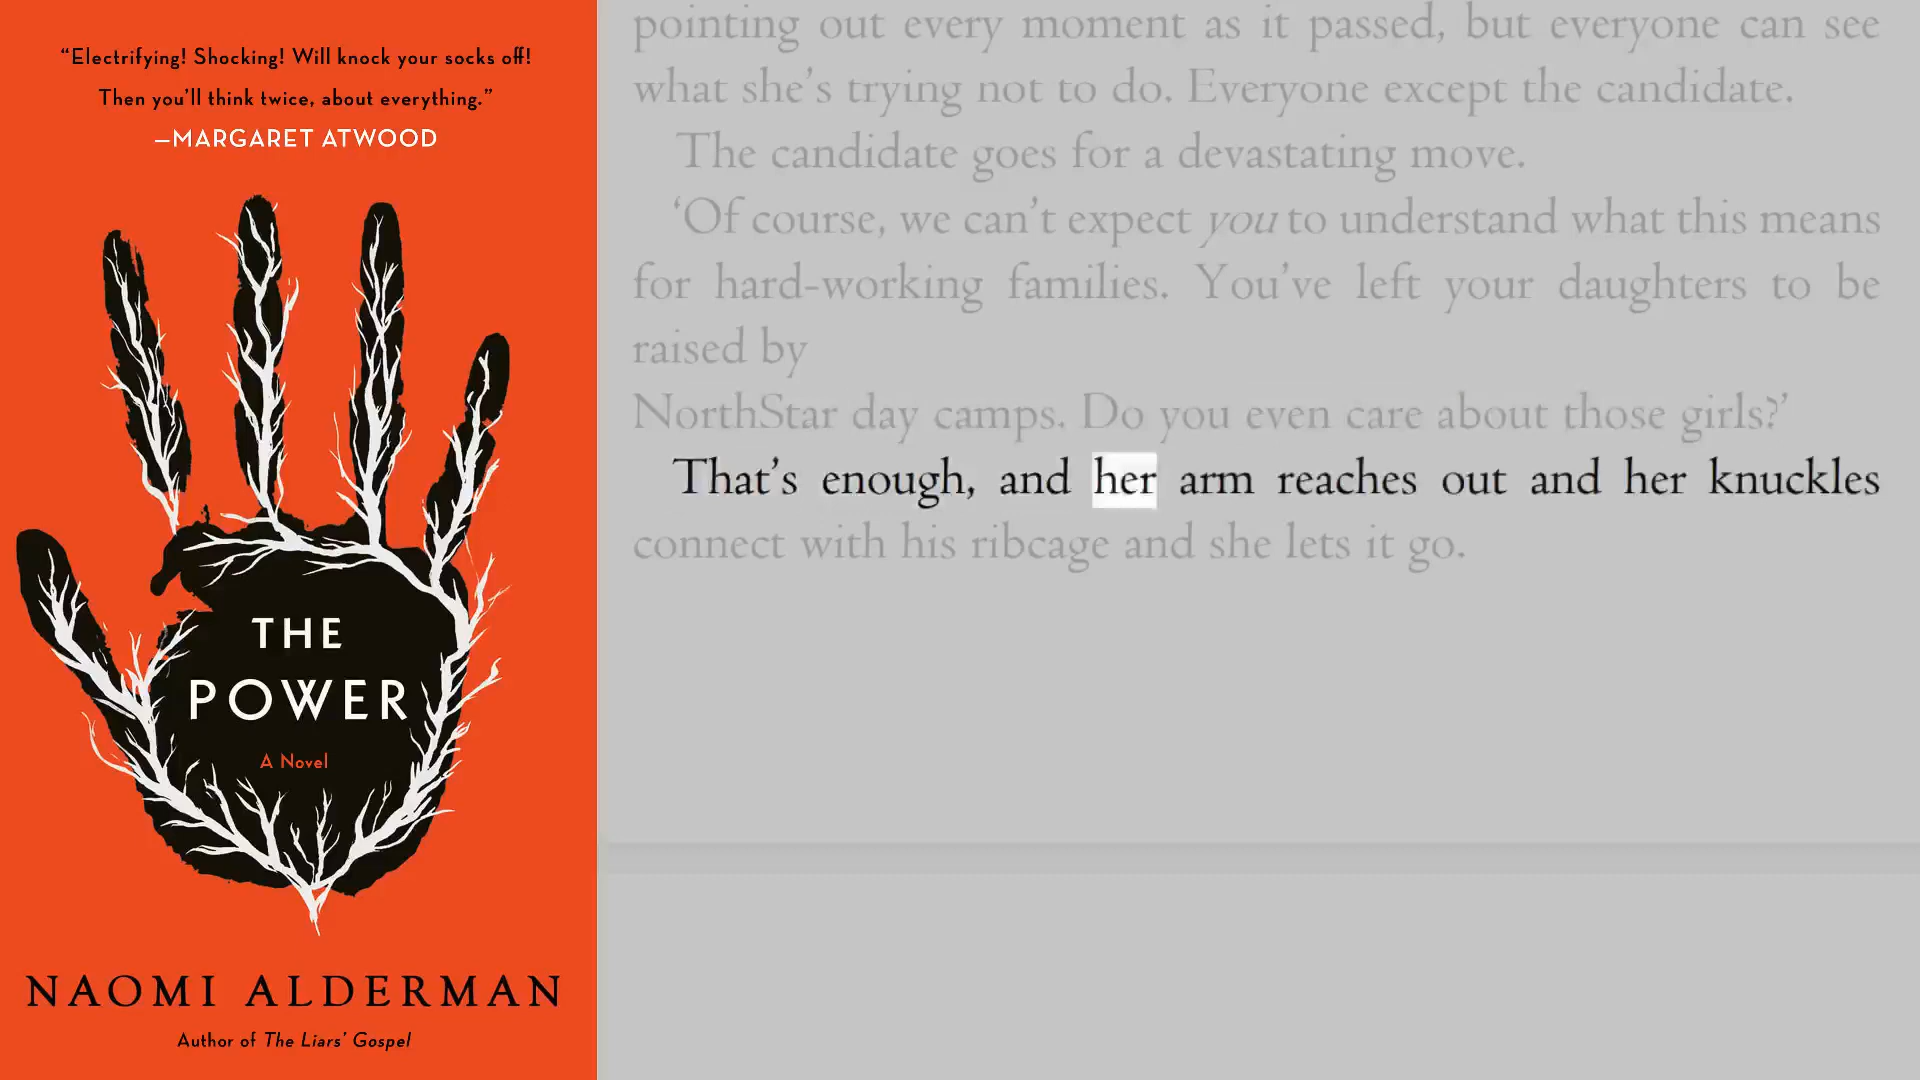 “Electrifying! Shocking! Will knock your socks off!
Then you’ll think twice, about everything.”
—MARGARET ATWOOD
THE
POWER
A Novel
NAOMI ALDERMAN
Author of The Liars’ Gospel
pointing out every moment as it passed, but everyone can see
what she’s trying not to do. Everyone except the candidate.
The candidate goes for a devastating move.
‘Of course, we can’t expect you to understand what this means
for hard-working families. You’ve left your daughters to be
raised by
NorthStar day camps. Do you even care about those girls?’
That’s enough, and her arm reaches out and her knuckles
connect with his ribcage and she lets it go.